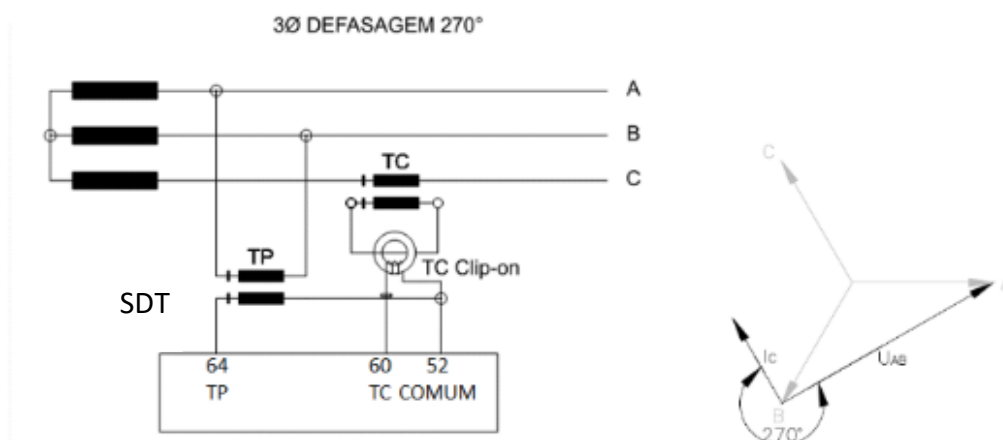 3Ø DEFASAGEM 270°
A
B
TC
C
TC Clip-on
TP
SDT
64
60
52
TP
TC COMUM
C
Ic
UAB
B
270°